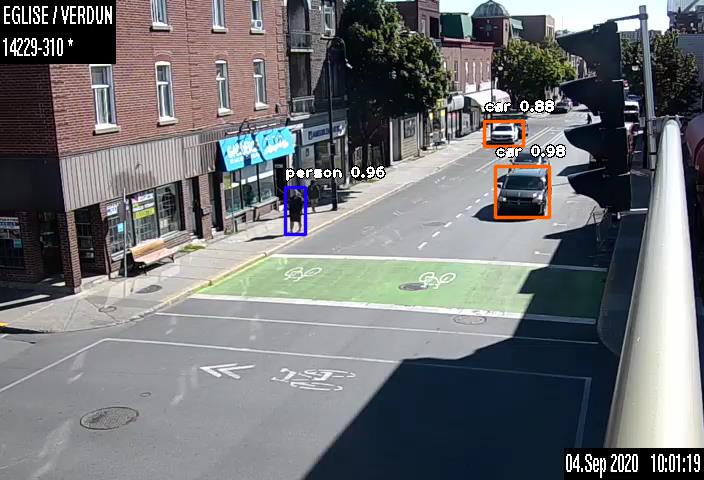 EGLISE / VERDUN
14229-310 *
car 0.88
car 0.98
person 0.96
04.Sep 2020 10:01:19